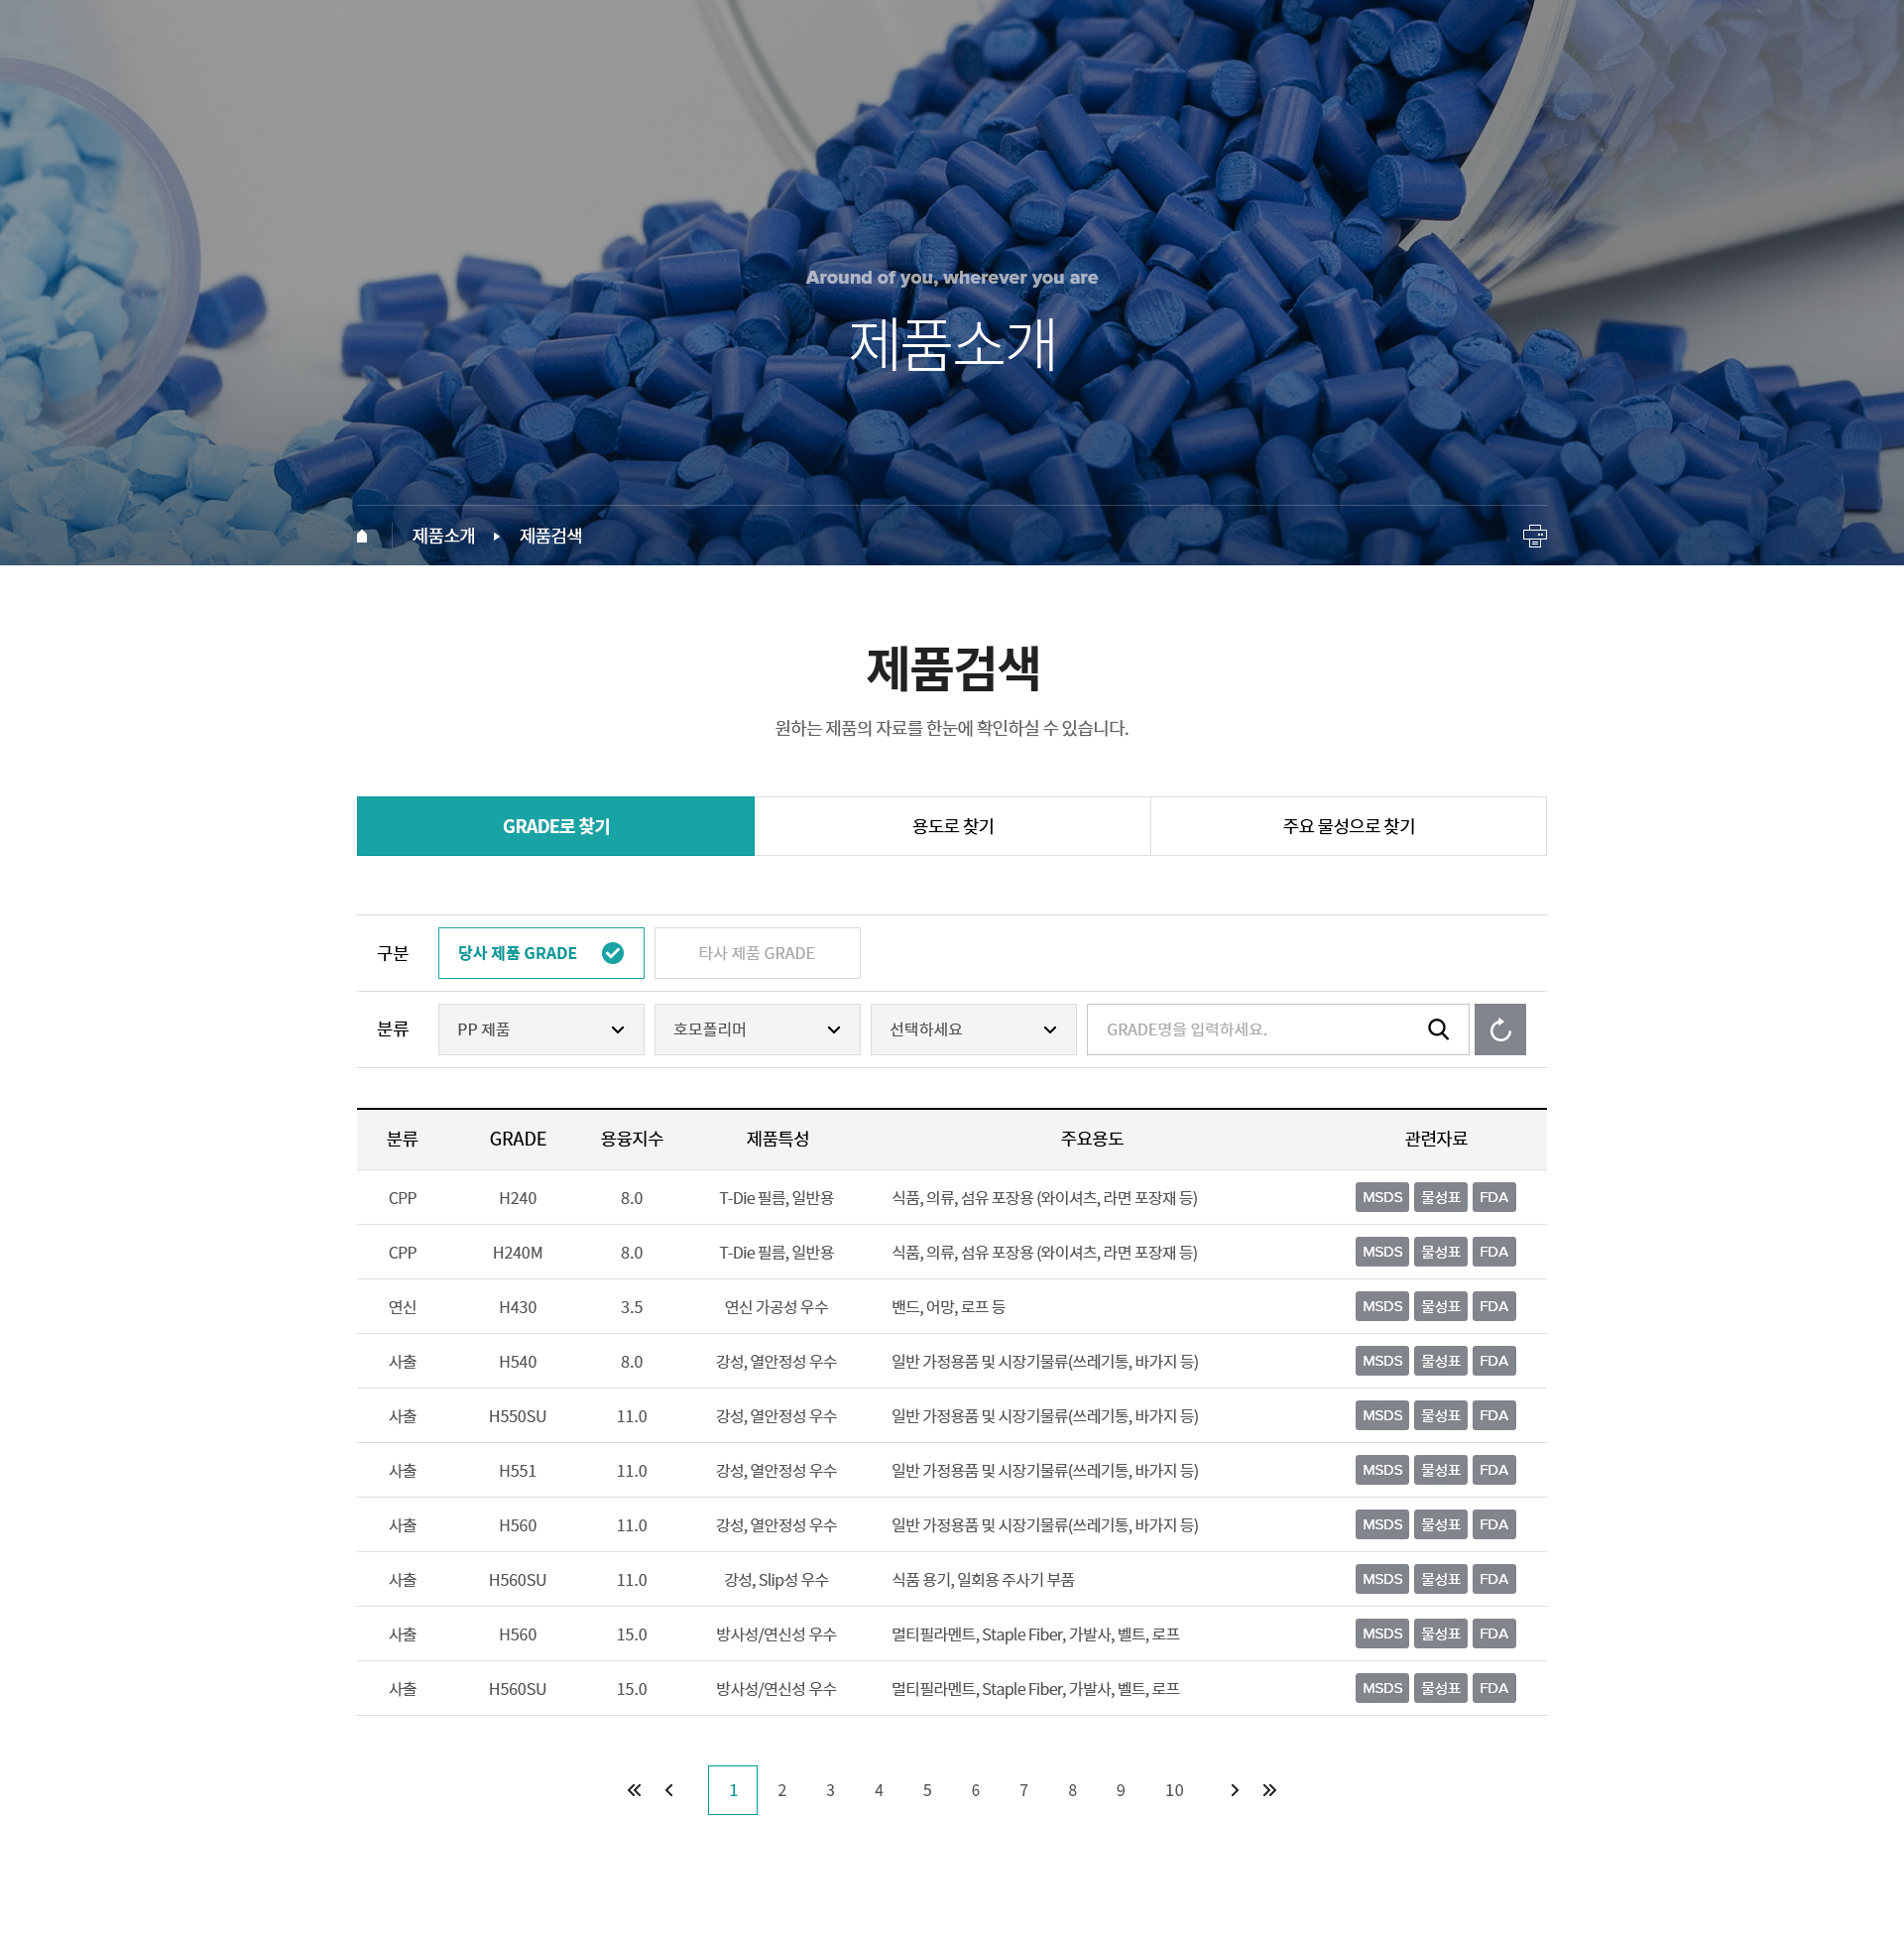 Around of you, wherever you are
제품소개
제품소개 제품검색
제품검색
원하는 제품의 자료를 한눈에 확인하실 수 있습니다.
GRADE로 찾기 용도로 찾기 주요 물성으로 찾기
구분 당사 제품 GRADE 타사 제품 GRADE
분류 PP 제품 호모폴리머 선택하세요 GRADE명을 입력하세요.
분류 GRADE 용융지수 제품특성 주요용도 관련자료
CPP H240 8.0 T-Die 필름, 일반용 식품, 의류, 섬유 포장용 (와이셔츠, 라면 포장재 등) MSDS 물성표 FDA
CPP H240M 8.0 T-Die 필름, 일반용 식품, 의류, 섬유 포장용 (와이셔츠, 라면 포장재 등) MSDS 물성표 FDA
연신 H430 3.5 연신 가공성 우수 밴드, 어망, 로프 등 MSDS 물성표 FDA
사출 H540 8.0 강성, 열안정성 우수 일반 가정용품 및 시장기물류(쓰레기통, 바가지 등) MSDS 물성표 FDA
사출 H550SU 11.0 강성, 열안정성 우수 일반 가정용품 및 시장기물류(쓰레기통, 바가지 등) MSDS 물성표 FDA
사출 H551 11.0 강성, 열안정성 우수 일반 가정용품 및 시장기물류(쓰레기통, 바가지 등) MSDS 물성표 FDA
사출 H560 11.0 강성, 열안정성 우수 일반 가정용품 및 시장기물류(쓰레기통, 바가지 등) MSDS 물성표 FDA
사출 H560SU 11.0 강성, Slip성 우수 식품 용기, 일회용 주사기 부품 MSDS 물성표 FDA
사출 H560 15.0 방사성/연신성 우수 멀티필라멘트, Staple Fiber, 가발사, 벨트, 로프 MSDS 물성표 FDA
사출 H560SU 15.0 방사성/연신성 우수 멀티필라멘트, Staple Fiber, 가발사, 벨트, 로프 MSDS 물성표 FDA
1 2 3 4 5 6 7 8 9 10